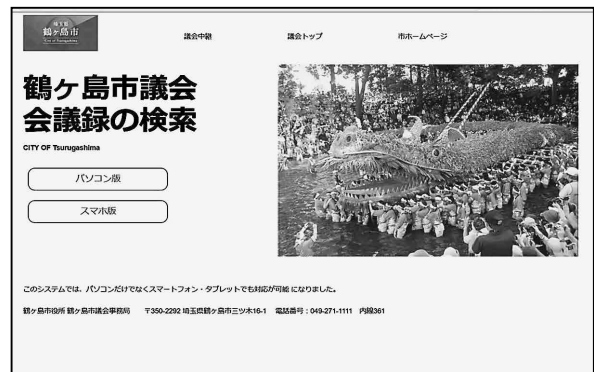 埼玉県
鶴ヶ島市
City of Tsurugashima
議会中継
議会トップ
市ホームページ
鶴ヶ島市議会
会議録の検索
CITY OF Tsurugashima
パソコン版
スマホ版
このシステムでは、パソコンだけでなくスマートフォン・タブレットでも対応が可能 になりました。
鶴ヶ島市役所 鶴ヶ島市議会事務局 〒350-2292 埼玉県鶴ヶ島市三ツ木16-1 電話番号：049-271-1111 内線361